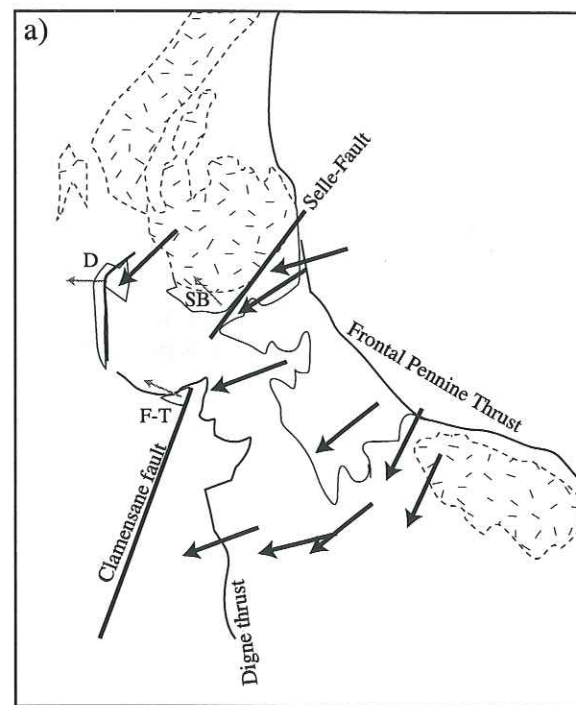 a)
Selle-Fault
D
SB
Frontal Pennine Thrust
F-T
Clamensane fault
Digne thrust